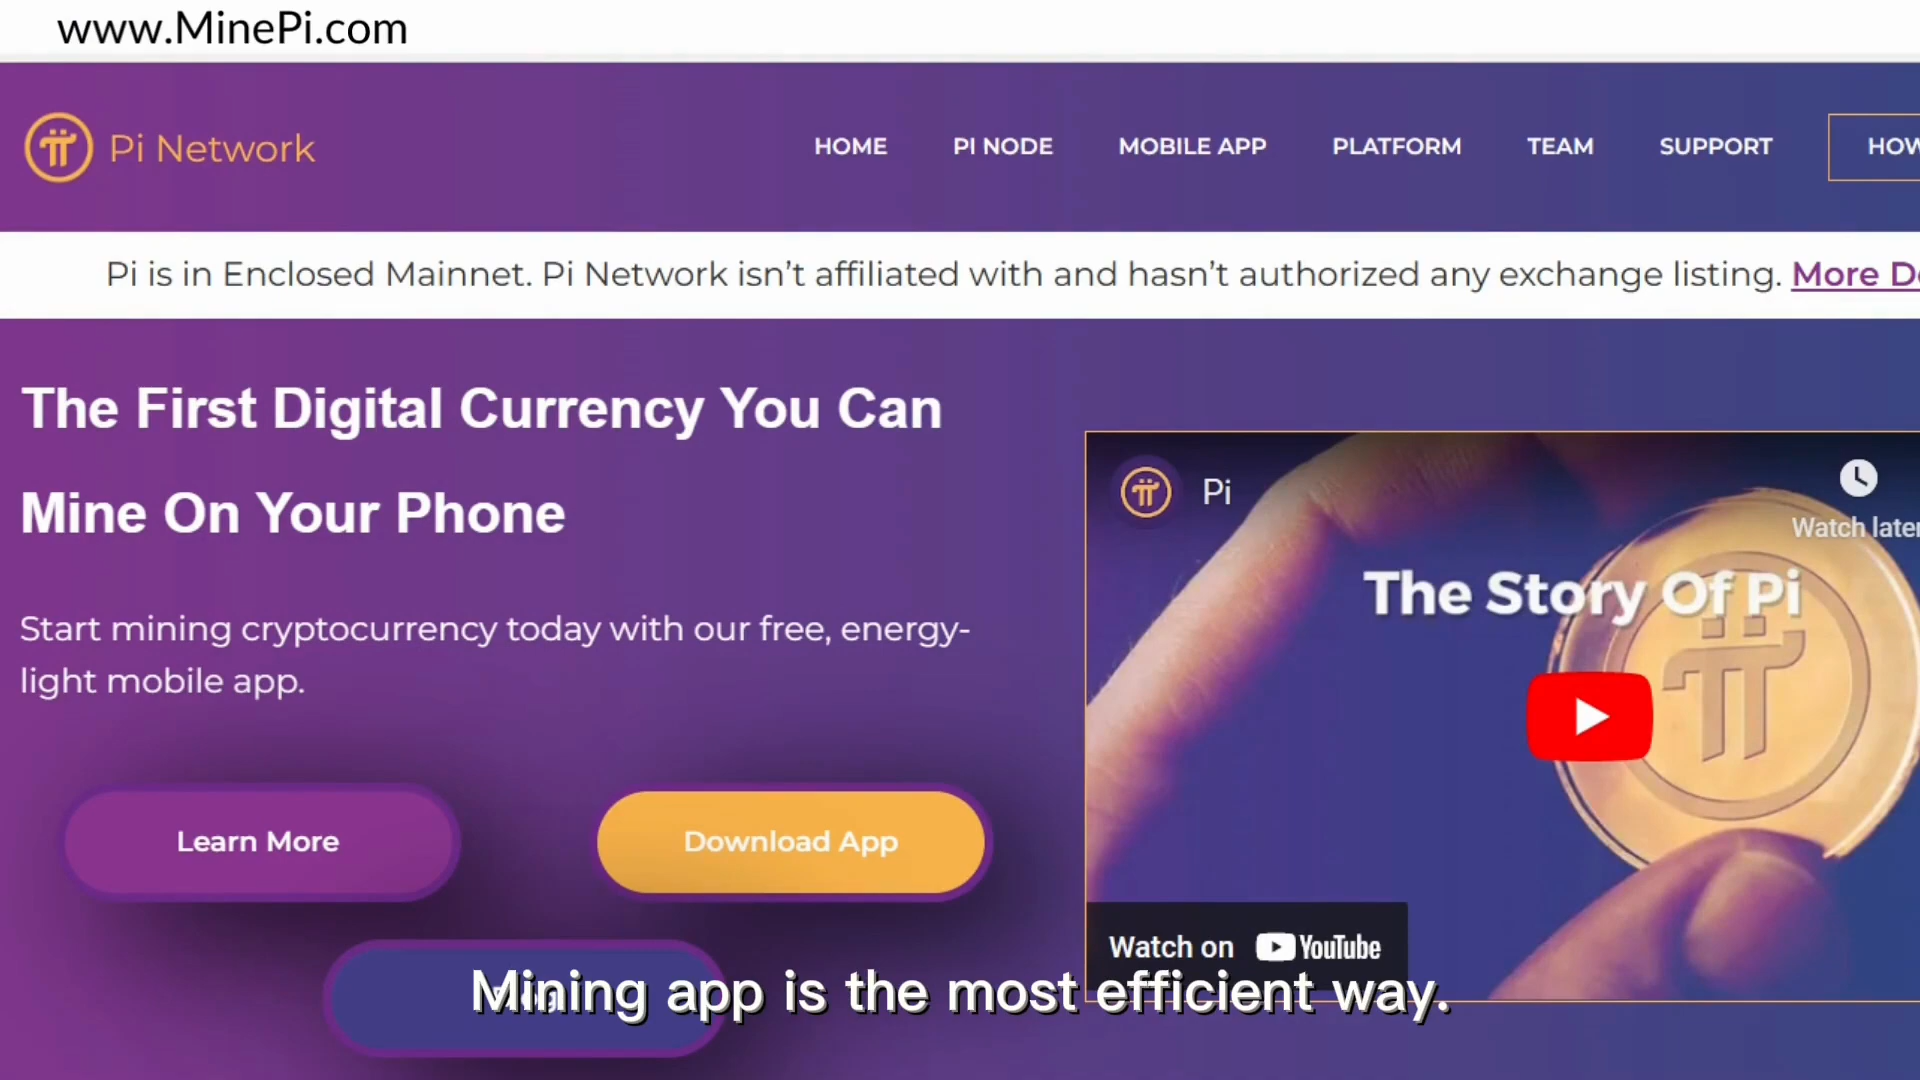 www.MinePi.com
Pi Network
HOME
PI NODE
MOBILE APP
PLATFORM
TEAM
SUPPORT
HOW
Pi is in Enclosed Mainnet. Pi Network isn't affiliated with and hasn't authorized any exchange listing. More De
The First Digital Currency You Can
Mine On Your Phone
Start mining cryptocurrency today with our free, energy-
light mobile app.
Learn More
Download App
Pi
Watch later
The Story Of Pi
Watch on YouTube
Mining app is the most efficient way.